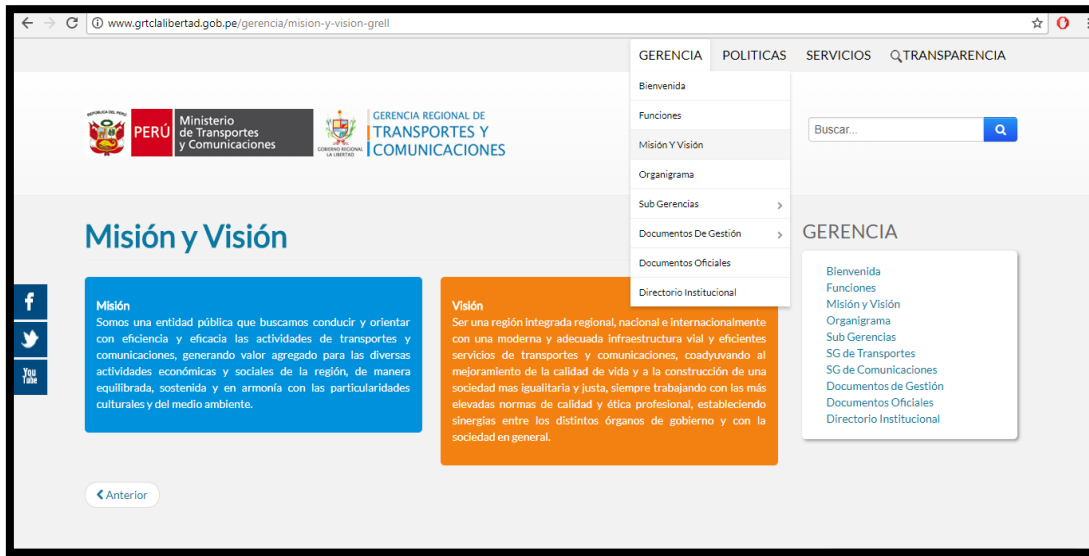 www.grtclalibertad.gob.pe/gerencia/mision-y-vision-grell
GERENCIA POLITICAS SERVICIOS TRANSPARENCIA
Bienvenida
Funciones
Misión Y Visión
Organigrama
Sub Gerencias
Documentos De Gestión
Documentos Oficiales
Directorio Institucional
PERÚ
Ministerio
de Transportes
y Comunicaciones
GOBIERNO REGIONAL
LA LIBERTAD
GERENCIA REGIONAL DE
TRANSPORTES Y
COMUNICACIONES
Buscar...
Misión y Visión
f
You
Tube
Misión
Somos una entidad pública que buscamos conducir y orientar
con eficiencia y eficacia las actividades de transportes y
comunicaciones, generando valor agregado para las diversas
actividades económicas y sociales de la región, de manera
equilibrada, sostenida y en armonía con las particularidades
culturales y del medio ambiente.
Visión
Ser una región integrada regional, nacional e internacionalmente
con una moderna y adecuada infraestructura vial y eficientes
servicios de transportes y comunicaciones, coadyuvando al
mejoramiento de la calidad de vida y a la construcción de una
sociedad mas igualitaria y justa, siempre trabajando con las más
elevadas normas de calidad y ética profesional, estableciendo
sinergias entre los distintos órganos de gobierno y con la
sociedad en general.
GERENCIA
Bienvenida
Funciones
Misión y Visión
Organigrama
Sub Gerencias
SG de Transportes
SG de Comunicaciones
Documentos de Gestión
Documentos Oficiales
Directorio Institucional
Anterior